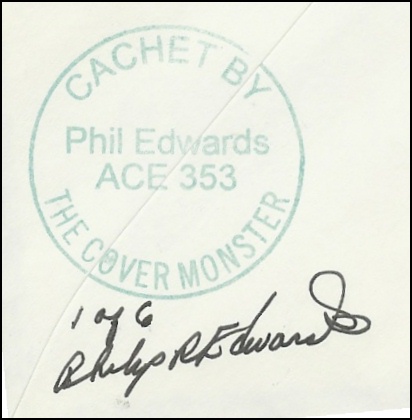 CACHET BY
Phil Edwards
ACE 353
THE COVER MONSTER
1 of 6
Philip R Edwards